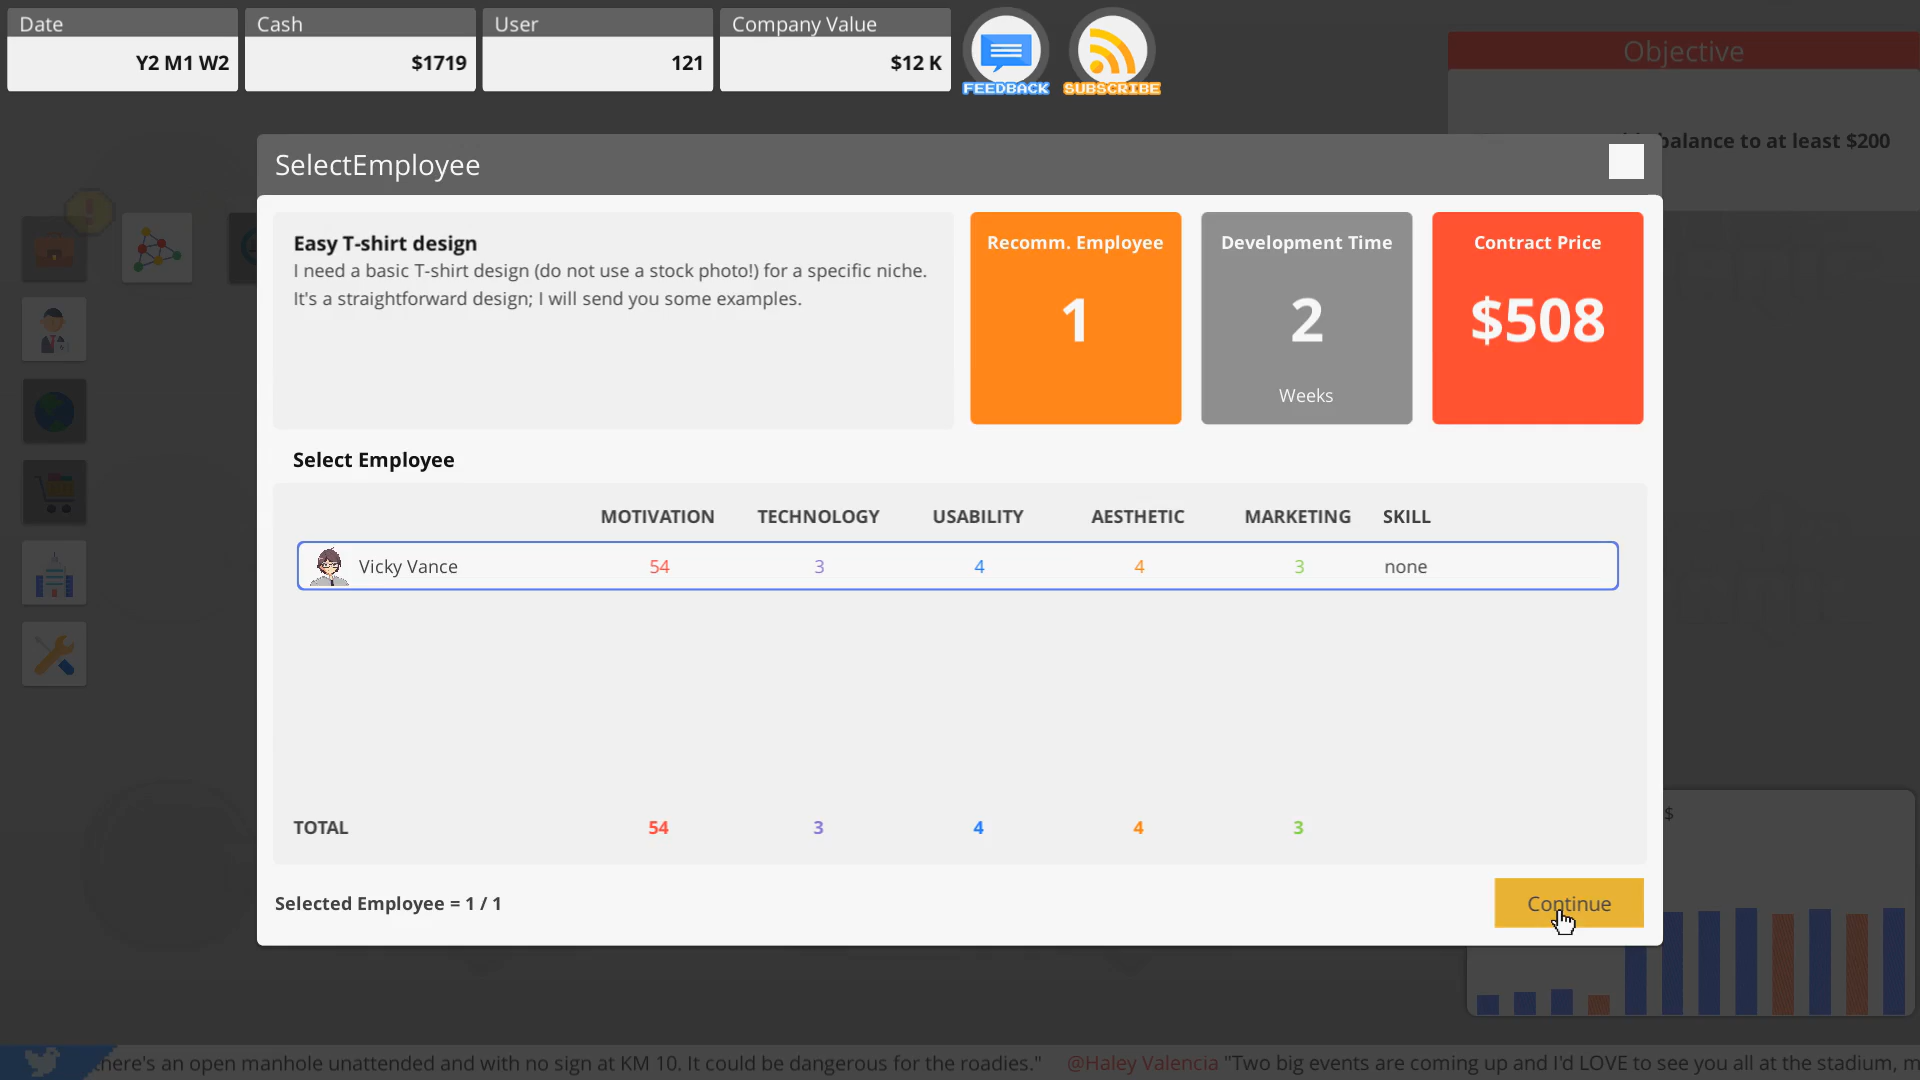 Date
Y2 M1 W2
Cash
$1719
User
121
Company Value
$12 K
FEEDBACK
SUBSCRIBE
Objective
balance to at least $200
SelectEmployee
Easy T-shirt design
I need a basic T-shirt design (do not use a stock photo!) for a specific niche.
It's a straightforward design; I will send you some examples.
Recomm. Employee
1
Development Time
2
Weeks
Contract Price
$508
Select Employee
MOTIVATION TECHNOLOGY USABILITY AESTHETIC MARKETING SKILL
Vicky Vance 54 3 4 4 3 none
TOTAL 54 3 4 4 3
$
Selected Employee = 1 / 1
Continue
there's an open manhole unattended and with no sign at KM 10. It could be dangerous for the roadies." @Haley Valencia "Two big events are coming up and I'd LOVE to see you all at the stadium, m